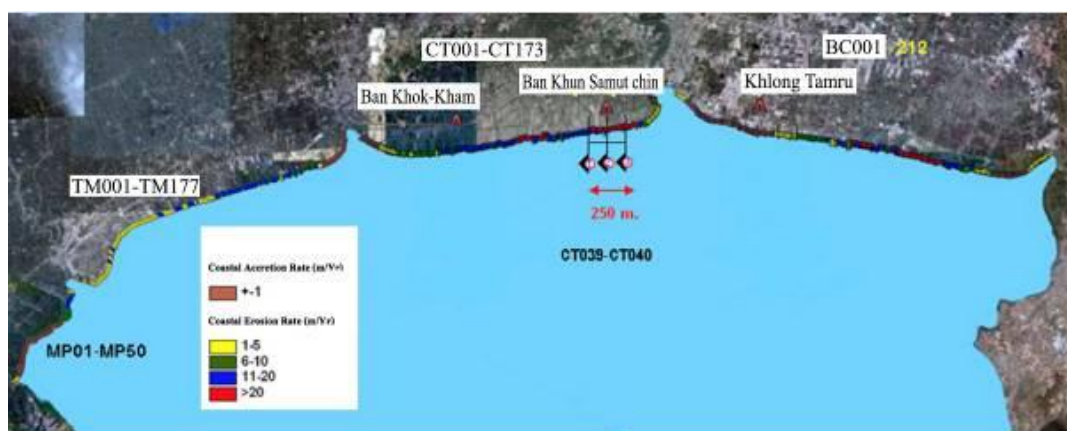 CT001-CT173
BC001 -212
Ban Khok-Kham
Ban Khun Samut chin
Khlong Tamru
TM001-TM177
250 m.
CT039-CT040
MP01-MP50
Coastal Accretion Rate (m/Yr)
+-1
Coastal Erosion Rate (m/Yr)
1-5
6-10
11-20
>20